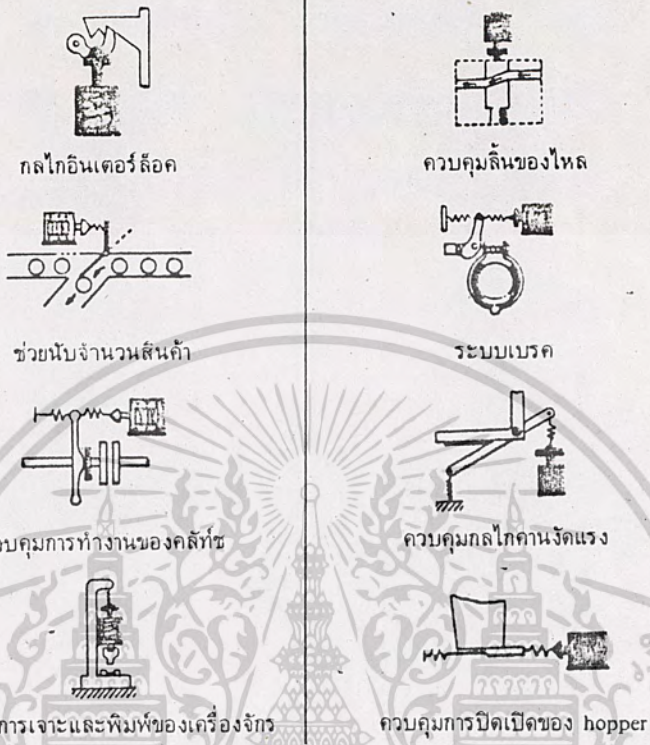 กลไกอินเตอร์ล็อค
ควบคุมลิ้นของไหล
ช่วยนับจำนวนสินค้า
ระบบเบรค
บคุมการทำงานของคลัทช์
ควบคุมกลไกคานงัดแรง
การเจาะและพิมพ์ของเครื่องจักร
ควบคุมการปิดเปิดของ hopper